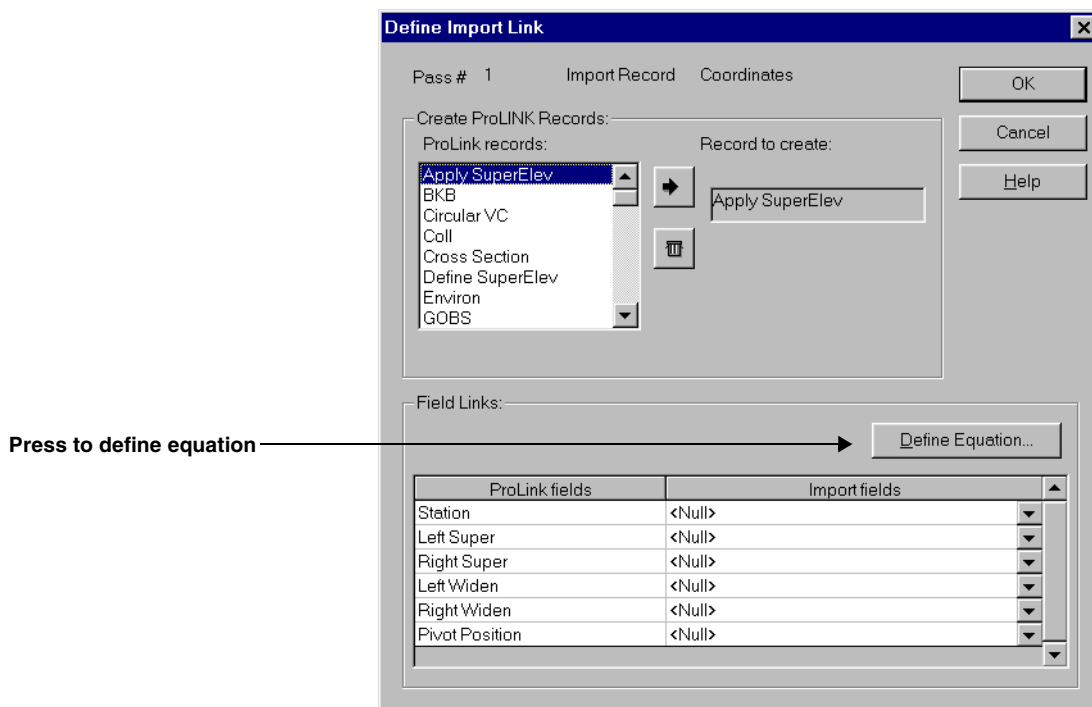 Define Import Link
Pass # 1 Import Record Coordinates
OK
Cancel
Help
Create ProLINK Records:
ProLink records:
Record to create:
Apply SuperElev
BKB
Circular VC
Coll
Cross Section
Define SuperElev
Environ
GOBS
Apply SuperElev
Field Links:
Press to define equation
Define Equation...
ProLink fields Import fields
Station <Null>
Left Super <Null>
Right Super <Null>
Left Widen <Null>
Right Widen <Null>
Pivot Position <Null>